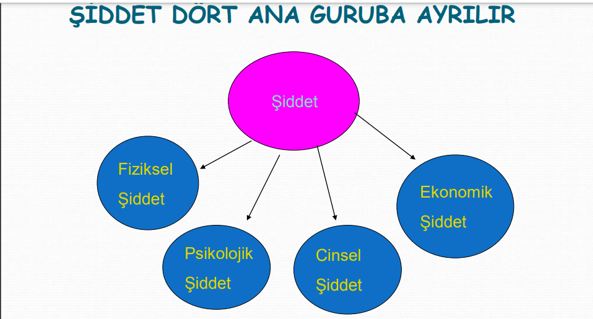 ŞİDDET DÖRT ANA GURUBA AYRILIR
Şiddet
Fiziksel
Şiddet
Psikolojik
Şiddet
Cinsel
Şiddet
Ekonomik
Şiddet